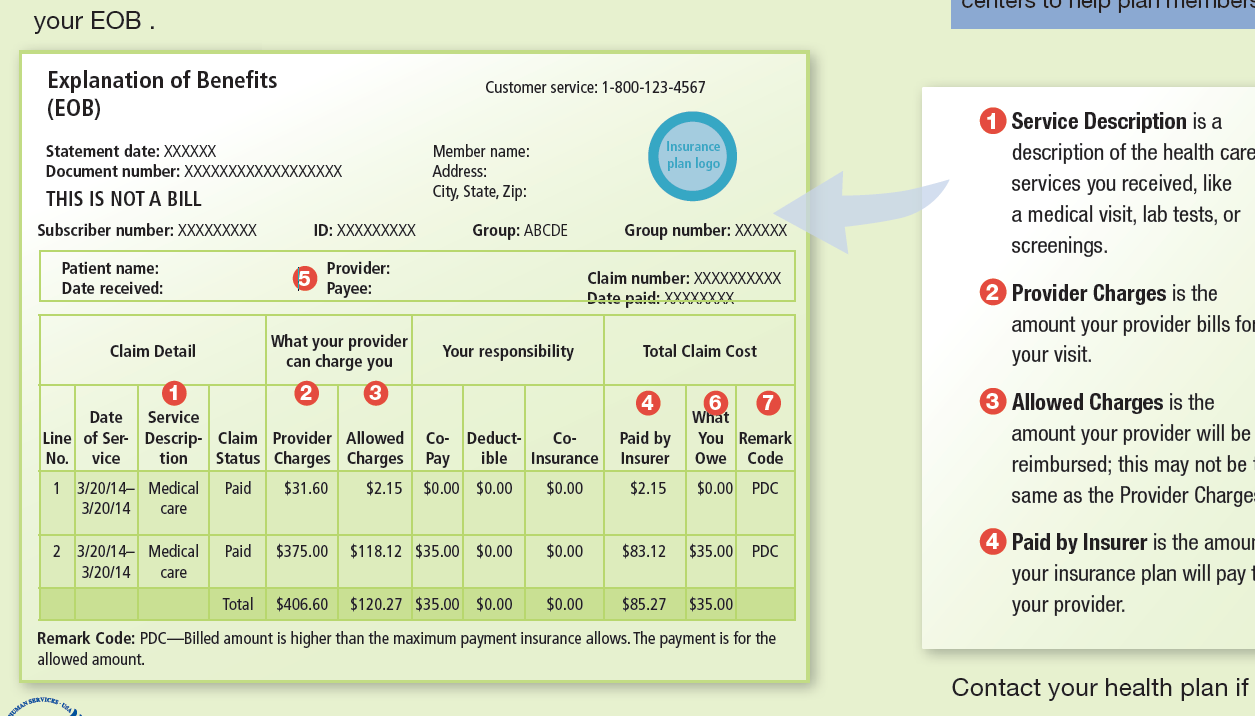 your EOB .
centers to help plan members
Explanation of Benefits
(EOB)
Customer service: 1-800-123-4567
Insurance
plan logo
Statement date: XXXXXX
Document number: XXXXXXXXXXXXXXXXXX
THIS IS NOT A BILL
Member name:
Address:
City, State, Zip:
Subscriber number: XXXXXXXXX ID: XXXXXXXXX Group: ABCDE Group number: XXXXXX
Patient name:
Date received:
5 Provider:
Payee:
Claim number: XXXXXXXXXX
Date paid: XXXXXXXX
Claim Detail
What your provider
can charge you
Your responsibility
Total Claim Cost
Line
No.
Date
of Ser-
vice
1
Service
Descrip-
tion
Claim
Status
2
Provider
Charges
3
Allowed
Charges
Co-
Pay
Deduct-
ible
Co-
Insurance
4
Paid by
Insurer
6
What
You
Owe
7
Remark
Code
1 3/20/14– Medical Paid $31.60 $2.15 $0.00 $0.00 $0.00 $2.15 $0.00 PDC
3/20/14 care
2 3/20/14– Medical Paid $375.00 $118.12 $35.00 $0.00 $0.00 $83.12 $35.00 PDC
3/20/14 care
Total $406.60 $120.27 $35.00 $0.00 $0.00 $85.27 $35.00
Remark Code: PDC—Billed amount is higher than the maximum payment insurance allows. The payment is for the
allowed amount.
1 Service Description is a
description of the health care
services you received, like
a medical visit, lab tests, or
screenings.
2 Provider Charges is the
amount your provider bills for
your visit.
3 Allowed Charges is the
amount your provider will be
reimbursed; this may not be
same as the Provider Charges
4 Paid by Insurer is the
your insurance plan will pay
your provider.
Contact your health plan if
HUMAN SERVICES · USA